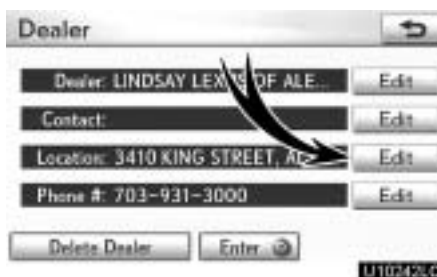 Dealer
Dealer: LINDSAY LEXUS OF ALE... Edit
Contact: Edit
Location: 3410 KING STREET, Edit
Phone #: 703-931-3000 Edit
Delete Dealer Enter